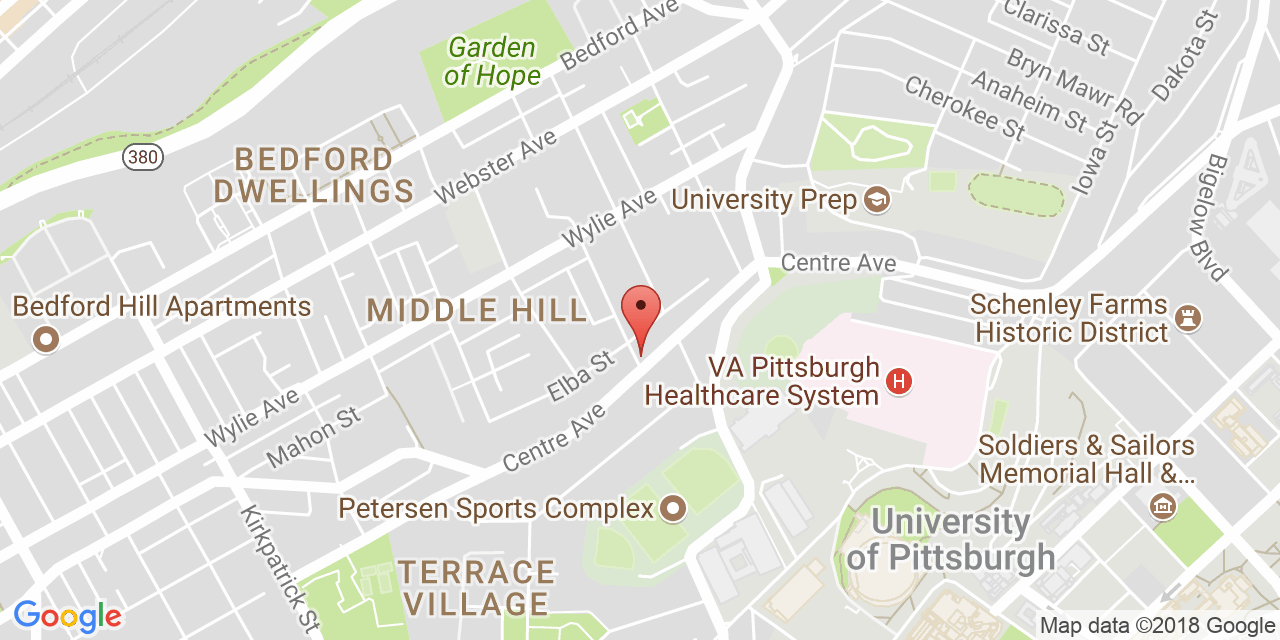 Clarissa St
Bedford Ave
Garden
of Hope
Dakota St
Bryn Mawr Rd
Anaheim St
Cherokee St
Iowa St
380
BEDFORD
DWELLINGS
Webster Ave
Bigelow Blvd
University Prep
Wylie Ave
Centre Ave
Bedford Hill Apartments
MIDDLE HILL
Schenley Farms
Historic District
VA Pittsburgh
Healthcare System
H
Elba St
Wylie Ave
Mahon St
Centre Ave
Soldiers & Sailors
Memorial Hall &...
Petersen Sports Complex
University
of Pittsburgh
Kirkpatrick St
TERRACE
VILLAGE
Google
Map data ©2018 Google